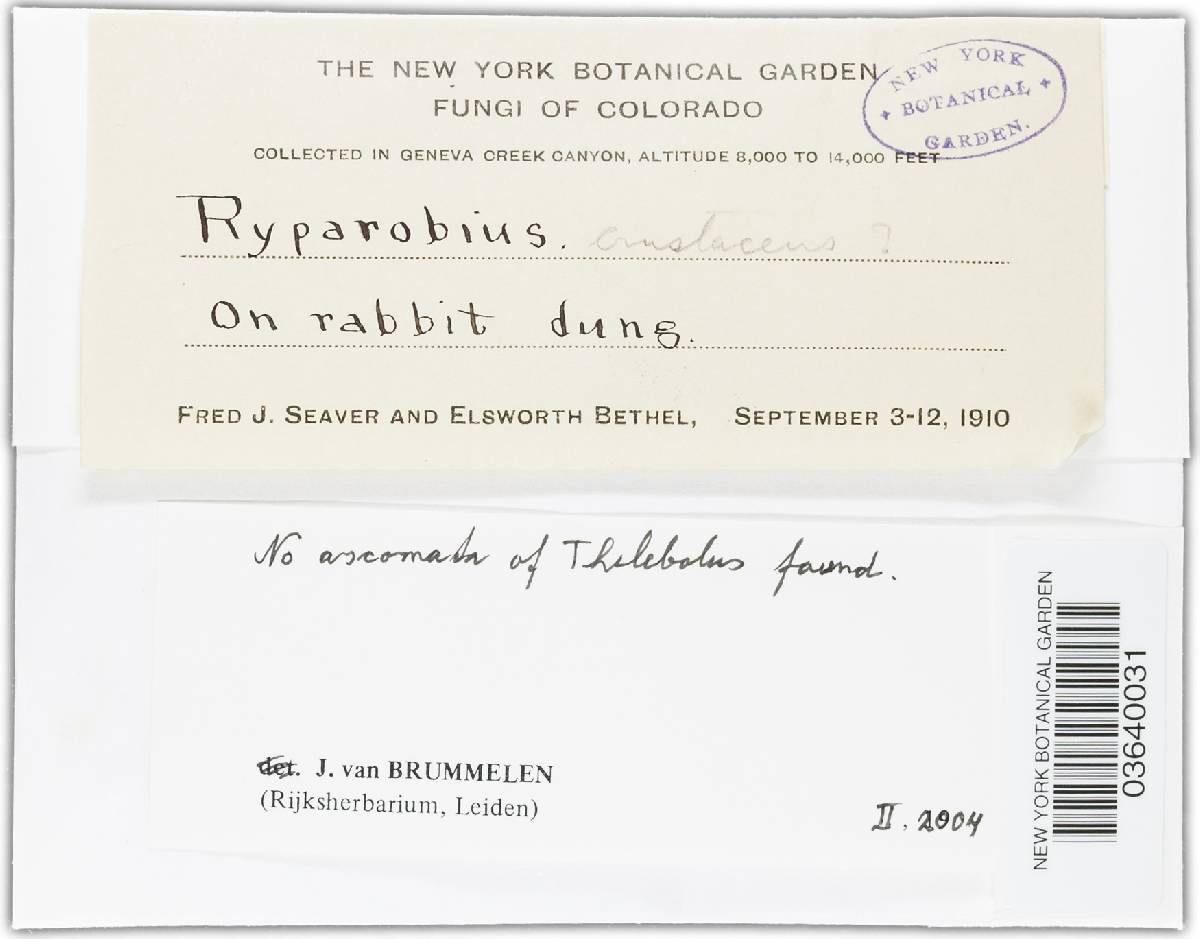 THE NEW YORK BOTANICAL GARDEN
FUNGI OF COLORADO
COLLECTED IN GENEVA CREEK CANYON, ALTITUDE 8,000 TO 14,000 FEET
NEW YORK
BOTANICAL
GARDEN.
Ryparobius. crustaceus ?
On rabbit dung.
FRED J. SEAVER AND ELSWORTH BETHEL, SEPTEMBER 3-12, 1910
No ascomata of Thelebolus found.
det. J. van BRUMMELEN
(Rijksherbarium, Leiden)
II, 2004
NEW YORK BOTANICAL GARDEN
03640031